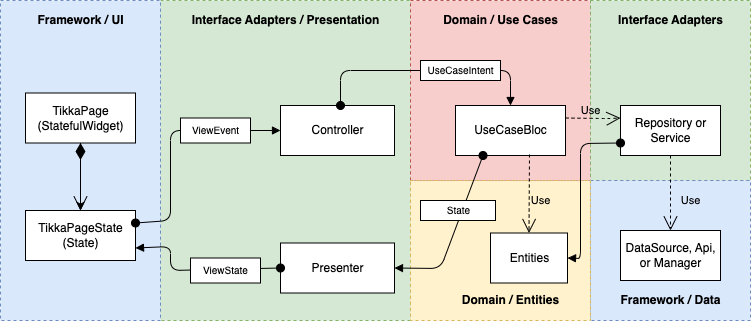 Framework / UI
Interface Adapters / Presentation
Domain / Use Cases
Interface Adapters
UseCaseIntent
TikkaPage
(StatefulWidget)
ViewEvent
Controller
UseCaseBloc
Use
Repository or
Service
TikkaPageState
(State)
State
Use
Use
ViewState
Presenter
Entities
DataSource, Api,
or Manager
Domain / Entities
Framework / Data